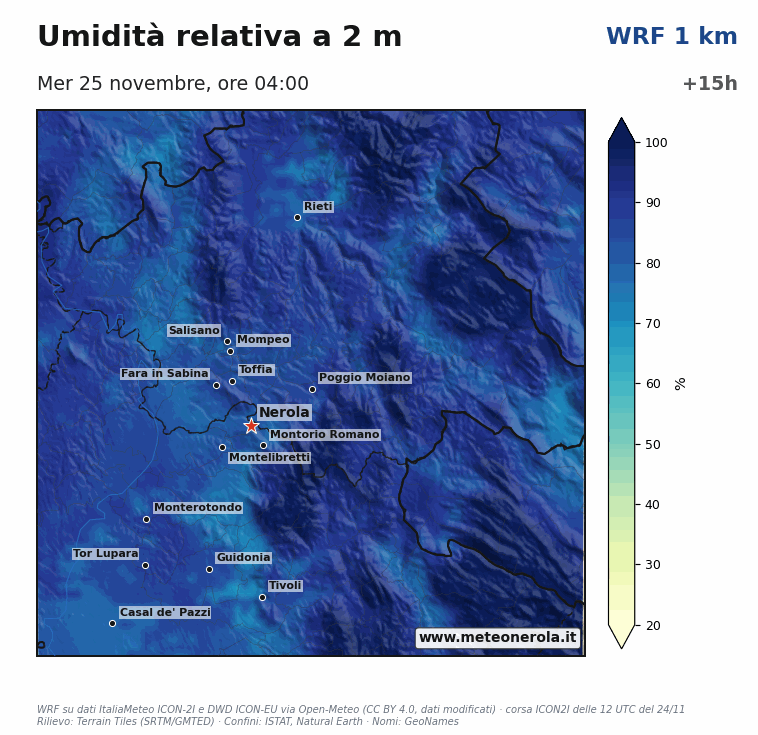 Umidità relativa a 2 m
WRF 1 km
Mer 25 novembre, ore 04:00
+15h
Rieti
Salisano
Mompeo
Fara in Sabina
Toffia
Poggio Moiano
Nerola
Montorio Romano
Montelibretti
Monterotondo
Tor Lupara
Guidonia
Tivoli
Casal de' Pazzi
www.meteonerola.it
100
90
80
70
60
50
40
30
20
%
WRF su dati ItaliaMeteo ICON-2I e DWD ICON-EU via Open-Meteo (CC BY 4.0, dati modificati) · corsa ICON2I delle 12 UTC del 24/11
Rilievo: Terrain Tiles (SRTM/GMTED) · Confini: ISTAT, Natural Earth · Nomi: GeoNames